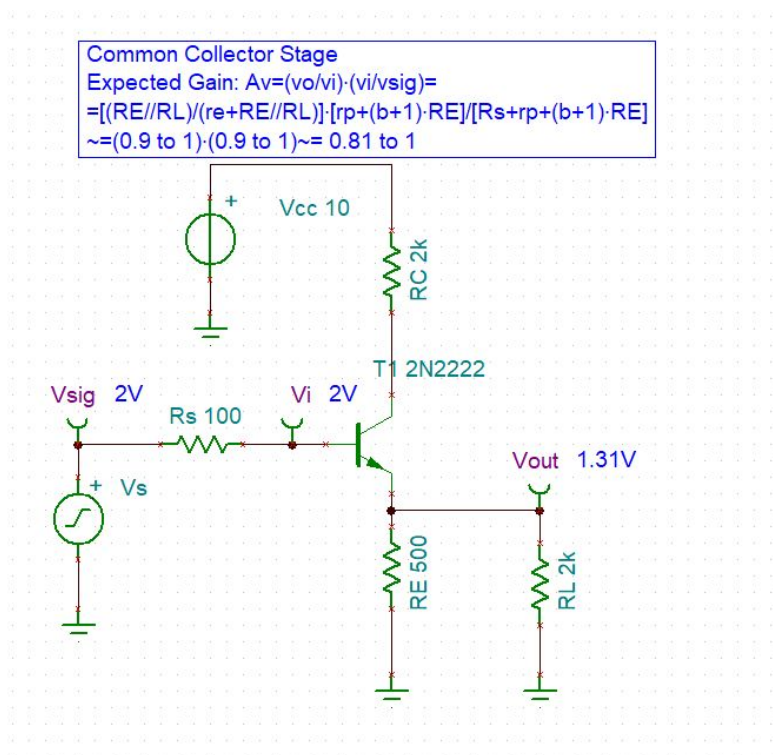 Common Collector Stage
Expected Gain: Av=(vo/vi)·(vi/vsig)=
=[(RE//RL)/(re+RE//RL)]·[rp+(b+1)·RE]/[Rs+rp+(b+1)·RE]
~=(0.9 to 1)·(0.9 to 1)~= 0.81 to 1
+
Vcc 10
RC 2k
T1 2N2222
Vsig 2V
Vi 2V
Rs 100
Vout 1.31V
+ Vs
RE 500
RL 2k